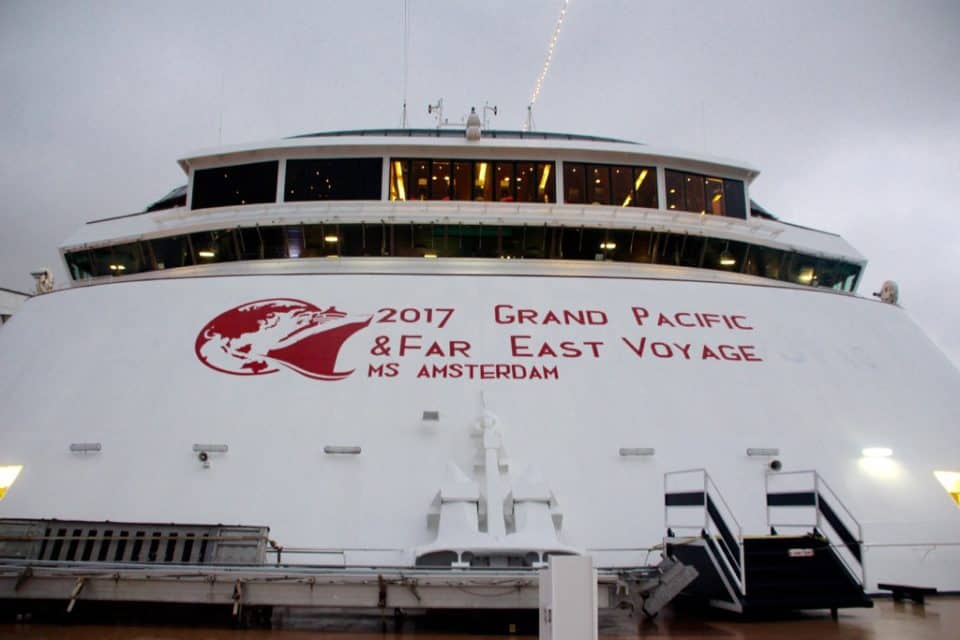 2017 Grand Pacific
& Far East Voyage
MS AMSTERDAM